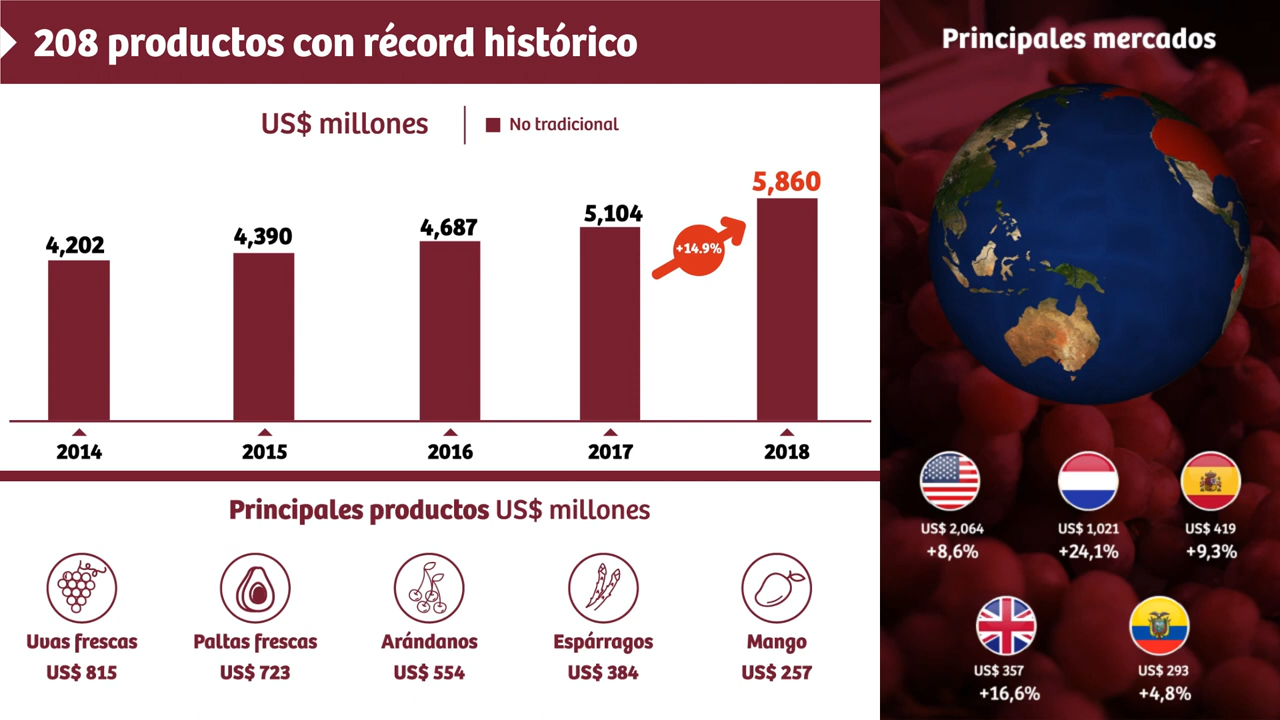 208 productos con récord histórico
US$ millones
No tradicional
4,202
4,390
4,687
5,104
+14.9%
5,860
2014
2015
2016
2017
2018
Principales productos US$ millones
Uvas frescas
US$ 815
Paltas frescas
US$ 723
Arándanos
US$ 554
Espárragos
US$ 384
Mango
US$ 257
Principales mercados
US$ 2,064
+8,6%
US$ 1,021
+24,1%
US$ 419
+9,3%
US$ 357
+16,6%
US$ 293
+4,8%